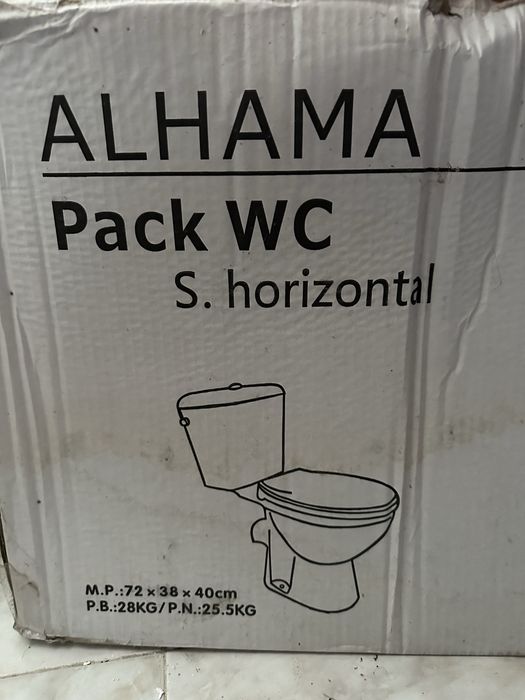 ALHAMA
Pack WC
S. horizontal
M.P.:72 x 38 x 40cm
P.B.:28KG/P.N.:25.5KG